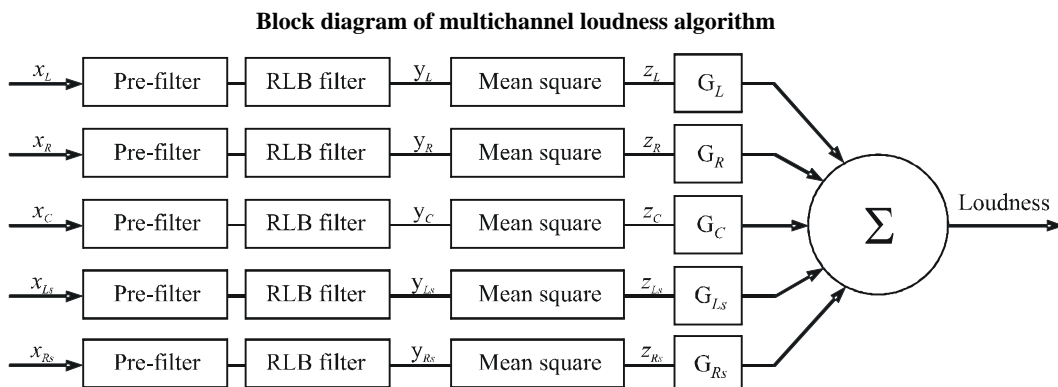 Block diagram of multichannel loudness algorithm
x_L Pre-filter RLB filter y_L Mean square z_L G_L
x_R Pre-filter RLB filter y_R Mean square z_R G_R
x_C Pre-filter RLB filter y_C Mean square z_C G_C
Σ
Loudness
x_Ls Pre-filter RLB filter y_Ls Mean square z_Ls G_Ls
x_Rs Pre-filter RLB filter y_Rs Mean square z_Rs G_Rs